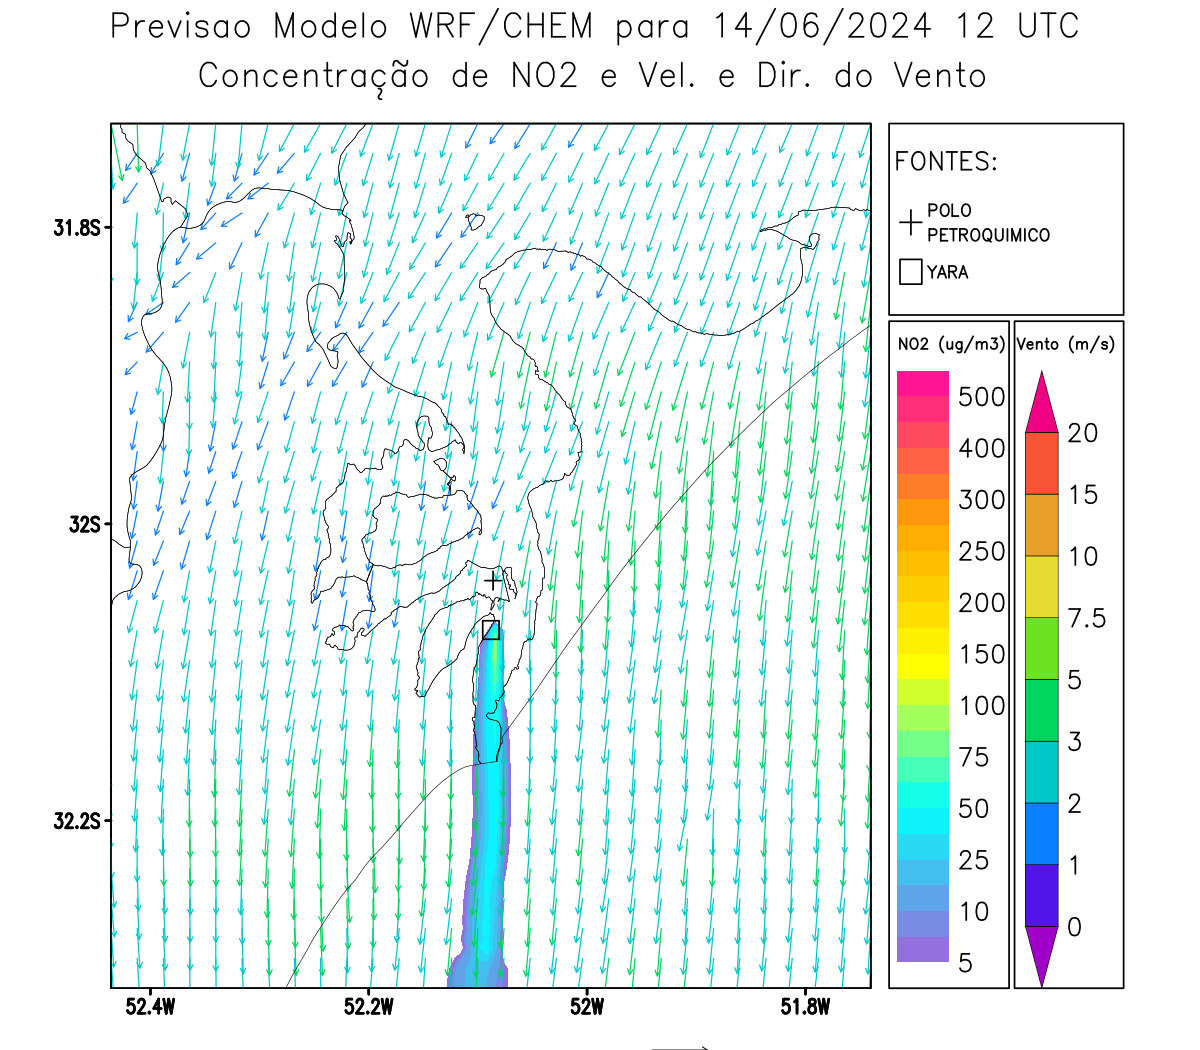 Previsao Modelo WRF/CHEM para 14/06/2024 12 UTC
Concentração de NO2 e Vel. e Dir. do Vento
FONTES:
POLO
PETROQUIMICO
YARA
31.8S
32S
32.2S
52.4W
52.2W
52W
51.8W
NO2 (ug/m3)
500
400
300
250
200
150
100
75
50
25
10
5
Vento (m/s)
20
15
10
7.5
5
3
2
1
0